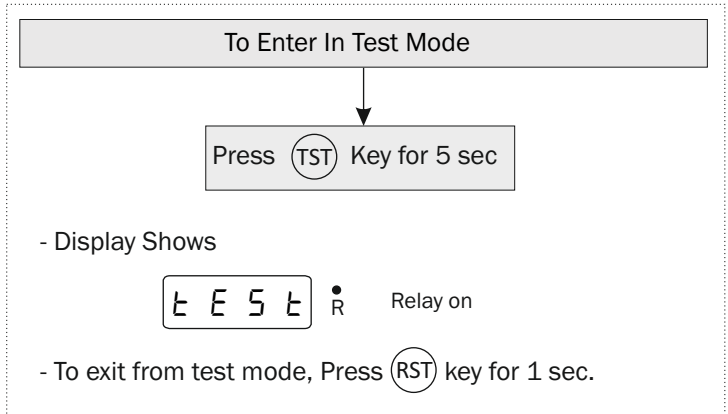 To Enter In Test Mode
Press TST Key for 5 sec
- Display Shows
t E S t R Relay on
- To exit from test mode, Press RST key for 1 sec.